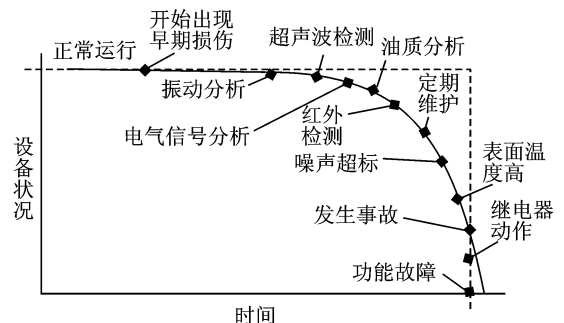 开始出现
早期损伤
正常运行
超声波检测
油质分析
振动分析
定期
维护
电气信号分析
红外
检测
噪声超标
表面温
度高
设备状况
发生事故
继电器
动作
功能故障
时间